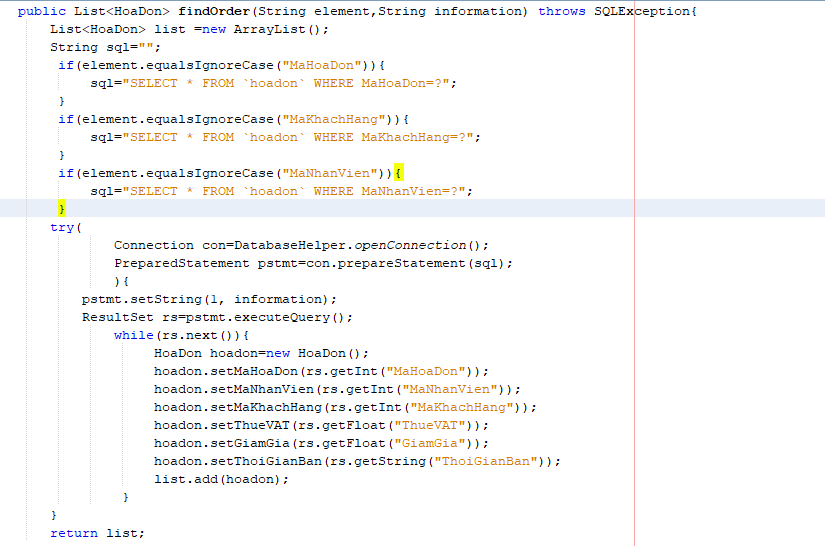 public List<HoaDon> findOrder(String element,String information) throws SQLException{
List<HoaDon> list =new ArrayList();
String sql="";
if(element.equalsIgnoreCase("MaHoaDon")){
sql="SELECT * FROM `hoadon` WHERE MaHoaDon=?";
}
if(element.equalsIgnoreCase("MaKhachHang")){
sql="SELECT * FROM `hoadon` WHERE MaKhachHang=?";
}
if(element.equalsIgnoreCase("MaNhanVien")){
sql="SELECT * FROM `hoadon` WHERE MaNhanVien=?";
}
try(
Connection con=DatabaseHelper.openConnection();
PreparedStatement pstmt=con.prepareStatement(sql);
){
pstmt.setString(1, information);
ResultSet rs=pstmt.executeQuery();
while(rs.next()){
HoaDon hoadon=new HoaDon();
hoadon.setMaHoaDon(rs.getInt("MaHoaDon"));
hoadon.setMaNhanVien(rs.getInt("MaNhanVien"));
hoadon.setMaKhachHang(rs.getInt("MaKhachHang"));
hoadon.setThueVAT(rs.getFloat("ThueVAT"));
hoadon.setGiamGia(rs.getFloat("GiamGia"));
hoadon.setThoiGianBan(rs.getString("ThoiGianBan"));
list.add(hoadon);
}
}
return list;